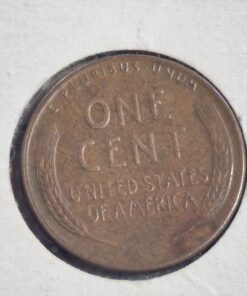 E PLURIBUS UNUM
ONE
CENT
UNITED STATES
OF AMERICA